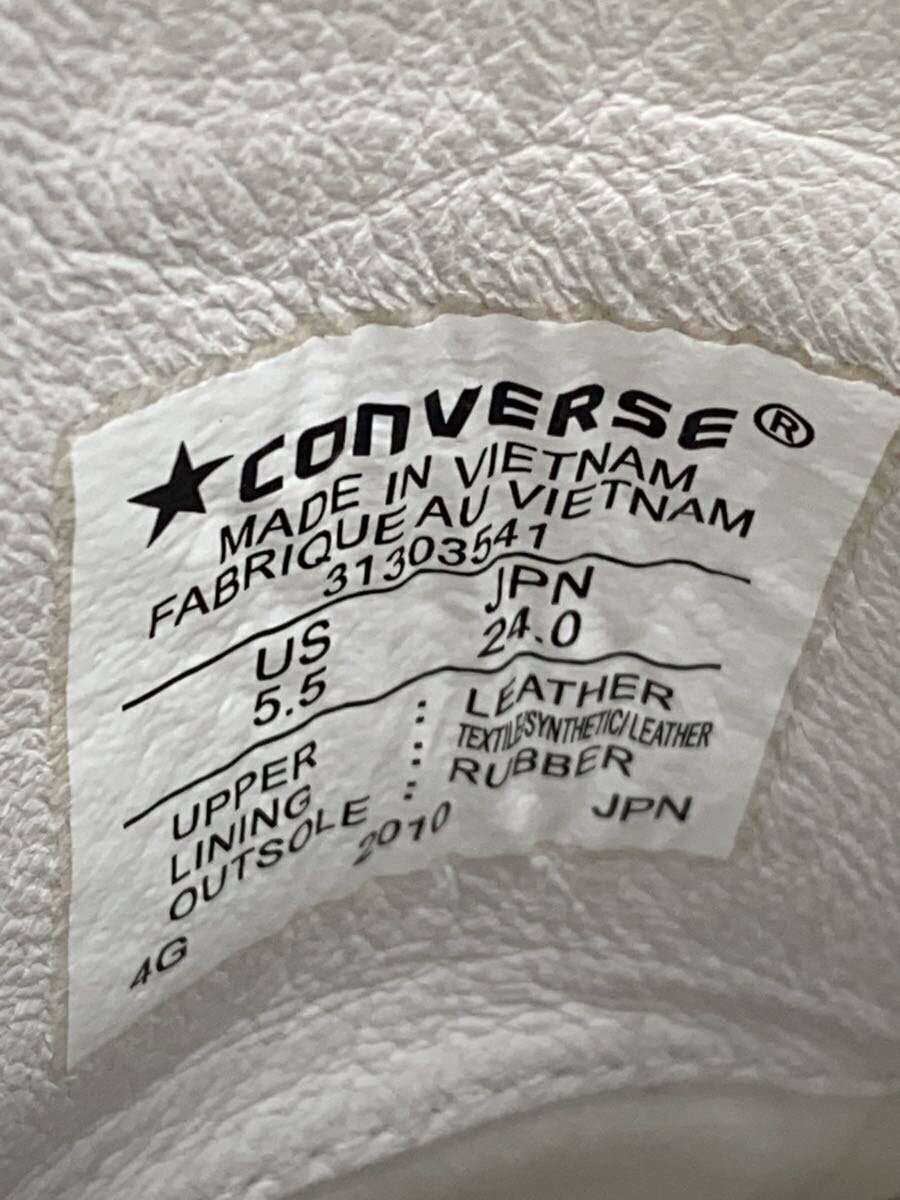 ★CONVERSE®
MADE IN VIETNAM
FABRIQUE AU VIETNAM
31303541
US JPN
5.5 24.0
UPPER : LEATHER
LINING : TEXTILE/SYNTHETIC/LEATHER
OUTSOLE : RUBBER
4G 2010 JPN